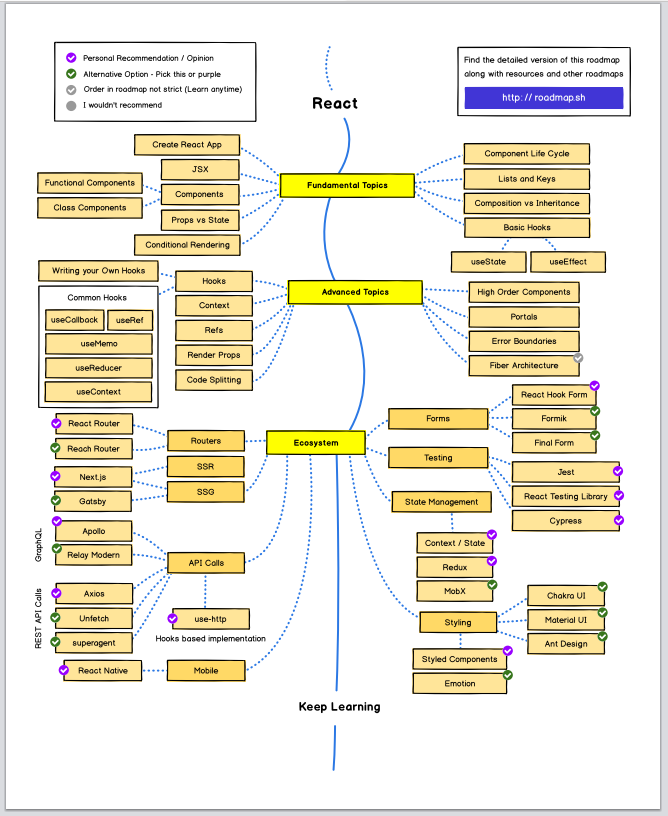 Personal Recommendation / Opinion
Alternative Option - Pick this or purple
Order in roadmap not strict (Learn anytime)
I wouldn't recommend
Find the detailed version of this roadmap
along with resources and other roadmaps
http: // roadmap.sh
React
Create React App
JSX
Functional Components
Components
Class Components
Props vs State
Conditional Rendering
Fundamental Topics
Component Life Cycle
Lists and Keys
Composition vs Inheritance
Basic Hooks
useState
useEffect
Writing your Own Hooks
Common Hooks
useCallback
useRef
useMemo
useReducer
useContext
Hooks
Context
Refs
Render Props
Code Splitting
Advanced Topics
High Order Components
Portals
Error Boundaries
Fiber Architecture
React Router
Reach Router
Next.js
Gatsby
Routers
SSR
SSG
Ecosystem
Forms
React Hook Form
Formik
Final Form
Testing
Jest
React Testing Library
Cypress
State Management
Context / State
Redux
MobX
GraphQL
Apollo
Relay Modern
API Calls
REST API Calls
Axios
Unfetch
superagent
use-http
Hooks based implementation
React Native
Mobile
Styling
Chakra UI
Material UI
Ant Design
Styled Components
Emotion
Keep Learning